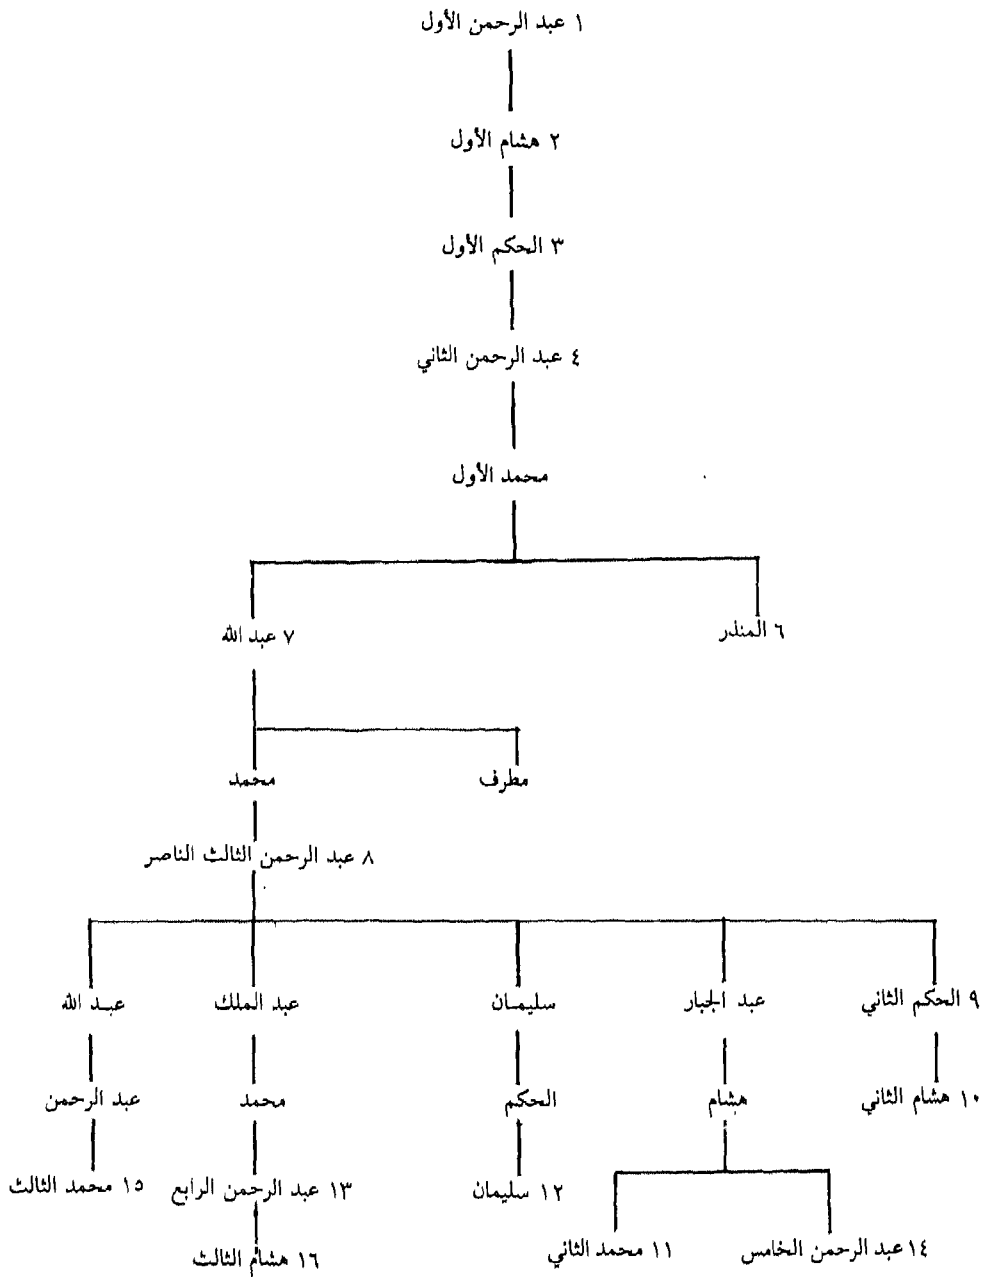 ١ عبد الرحمن الأول
٢ هشام الأول
٣ الحكم الأول
٤ عبد الرحمن الثاني
محمد الأول
٦ المنذر
٧ عبد الله
مطرف
محمد
٨ عبد الرحمن الثالث الناصر
٩ الحكم الثاني
عبد الجبار
سليمان
عبد الملك
عبد الله
١٠ هشام الثاني
هشام
الحكم
محمد
عبد الرحمن
١٢ سليمان
١٣ عبد الرحمن الرابع
١٥ محمد الثالث
١٤ عبد الرحمن الخامس
١١ محمد الثاني
١٦ هشام الثالث